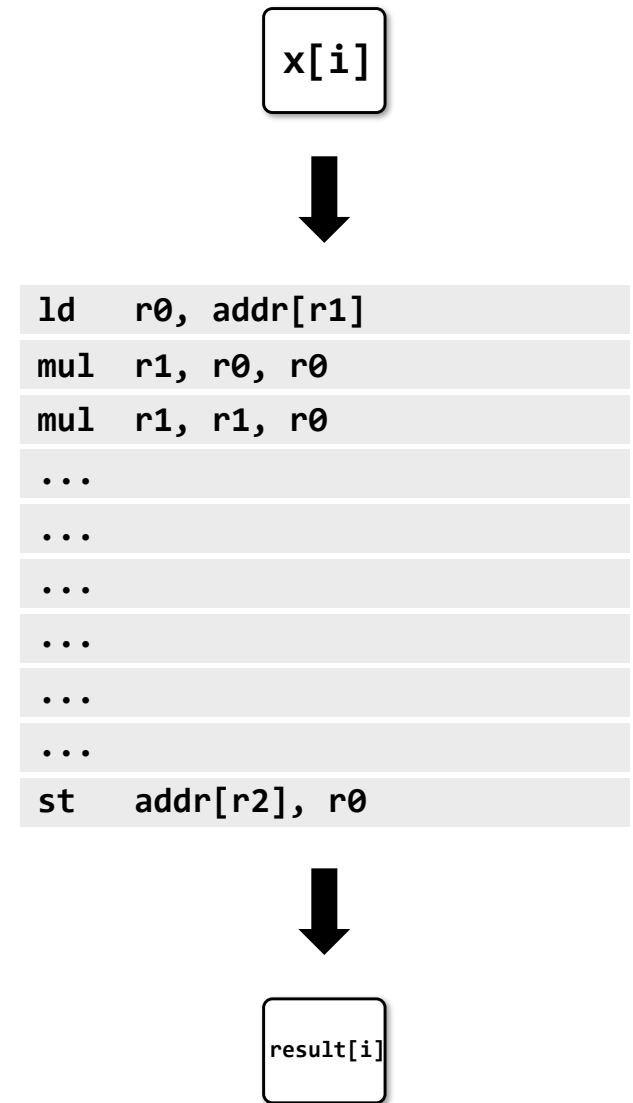 x[i]
ld r0, addr[r1]
mul r1, r0, r0
mul r1, r1, r0
...
...
...
...
...
...
st addr[r2], r0
result[i]